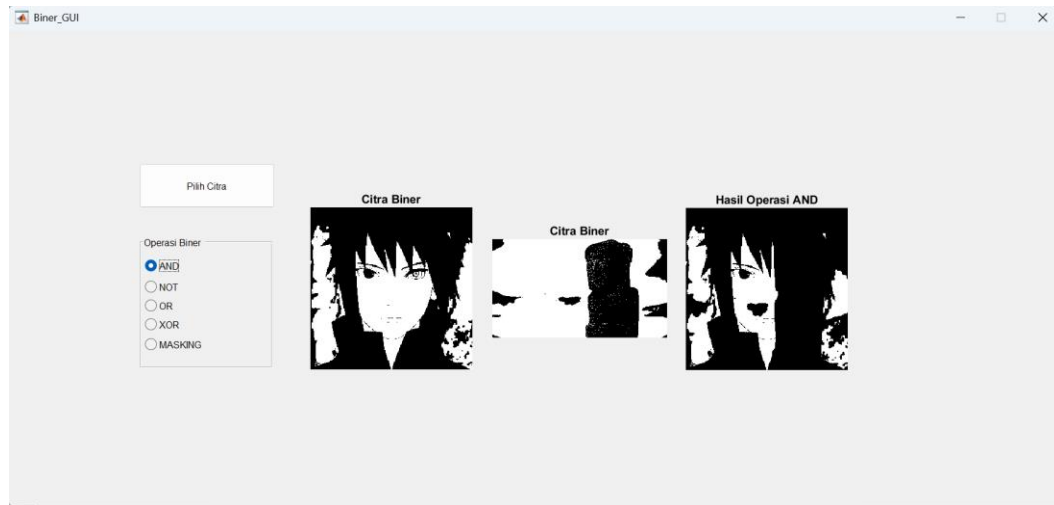 Biner_GUI
Pilih Citra
Operasi Biner
AND
NOT
OR
XOR
MASKING
Citra Biner
Citra Biner
Hasil Operasi AND